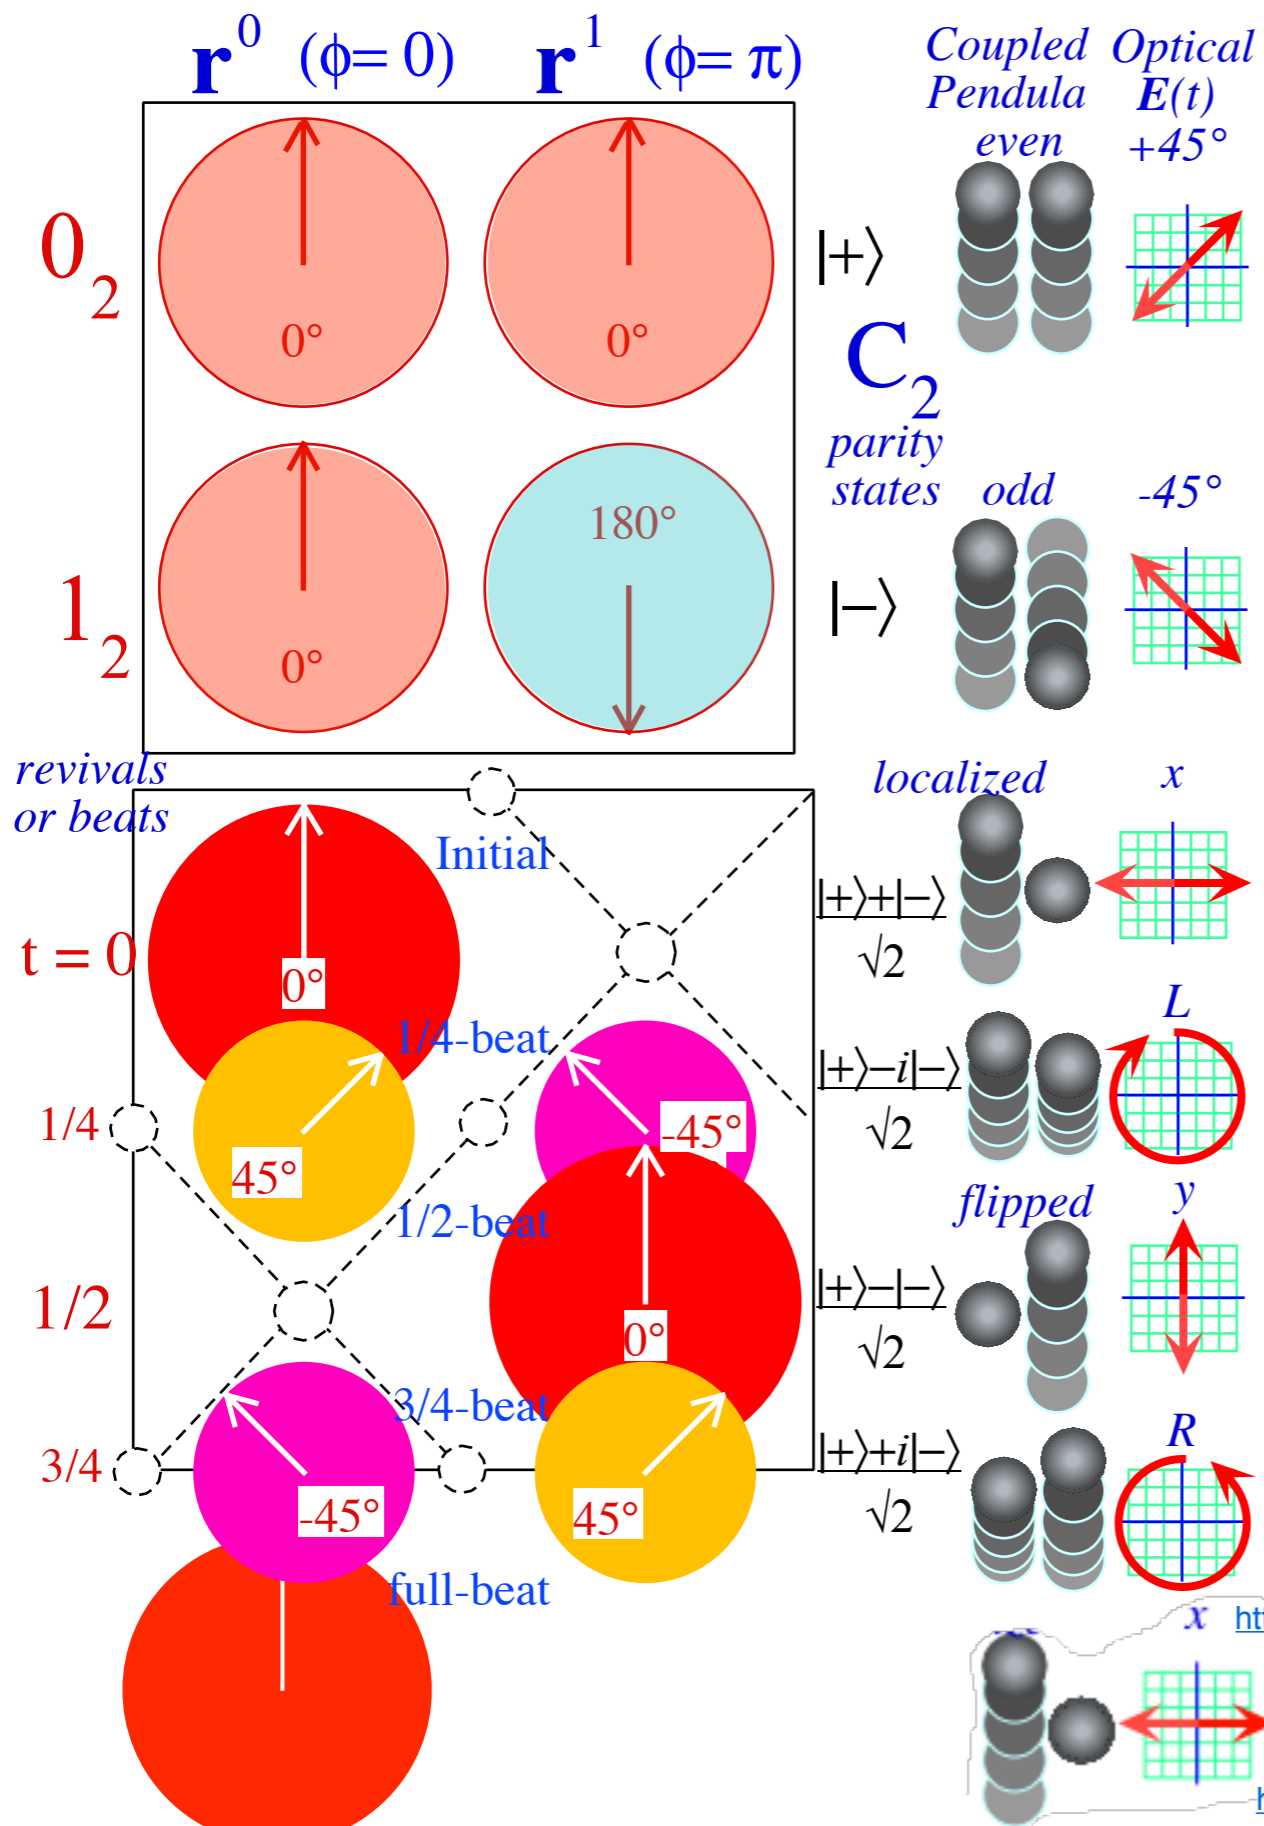 r⁰ (ϕ= 0) r¹ (ϕ= π)
Coupled Optical
Pendula E(t)
even +45°
0₂
0° 0°
|+⟩
C₂
parity
states odd -45°
1₂
180°
0°
|−⟩
revivals
or beats
localized x
Initial
t = 0
0°
|+⟩+|−⟩
√2
L
1/4-beat
1/4
45°
-45°
|+⟩−i|−⟩
√2
flipped y
1/2-beat
1/2
0°
|+⟩−|−⟩
√2
R
3/4-beat
3/4
-45°
45°
|+⟩+i|−⟩
√2
full-beat
x htt
h